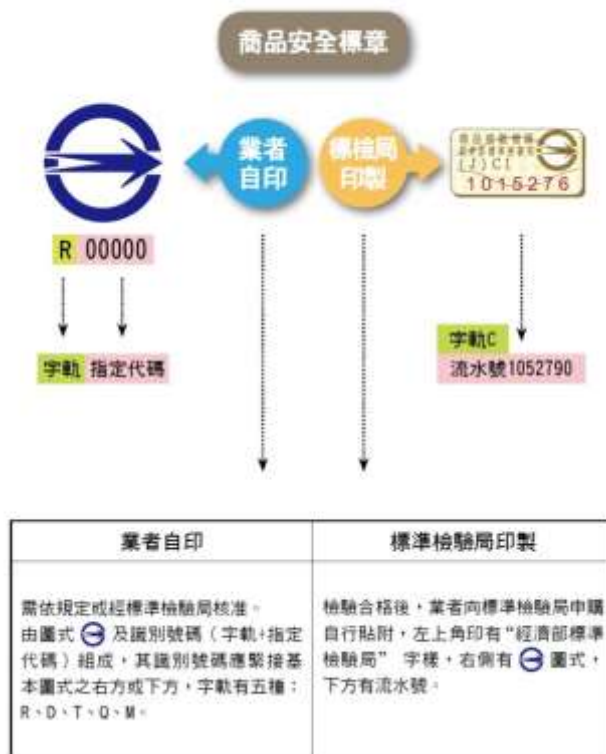 商品安全標章
業者
自印
標檢局
印製
(J)CI
1015276
R 00000
字軌 指定代碼
字軌C
流水號1052790
業者自印
標準檢驗局印製
需依規定或經標準檢驗局核准。
由圖式 及識別號碼(字軌+指定
代碼)組成,其識別號碼應緊接基
本圖式之右方或下方,字軌有五種:
R、D、T、Q、M。
檢驗合格後,業者向標準檢驗局申購
自行貼附,左上角印有“經濟部標準
檢驗局” 字樣,右側有 圖式,
下方有流水號。